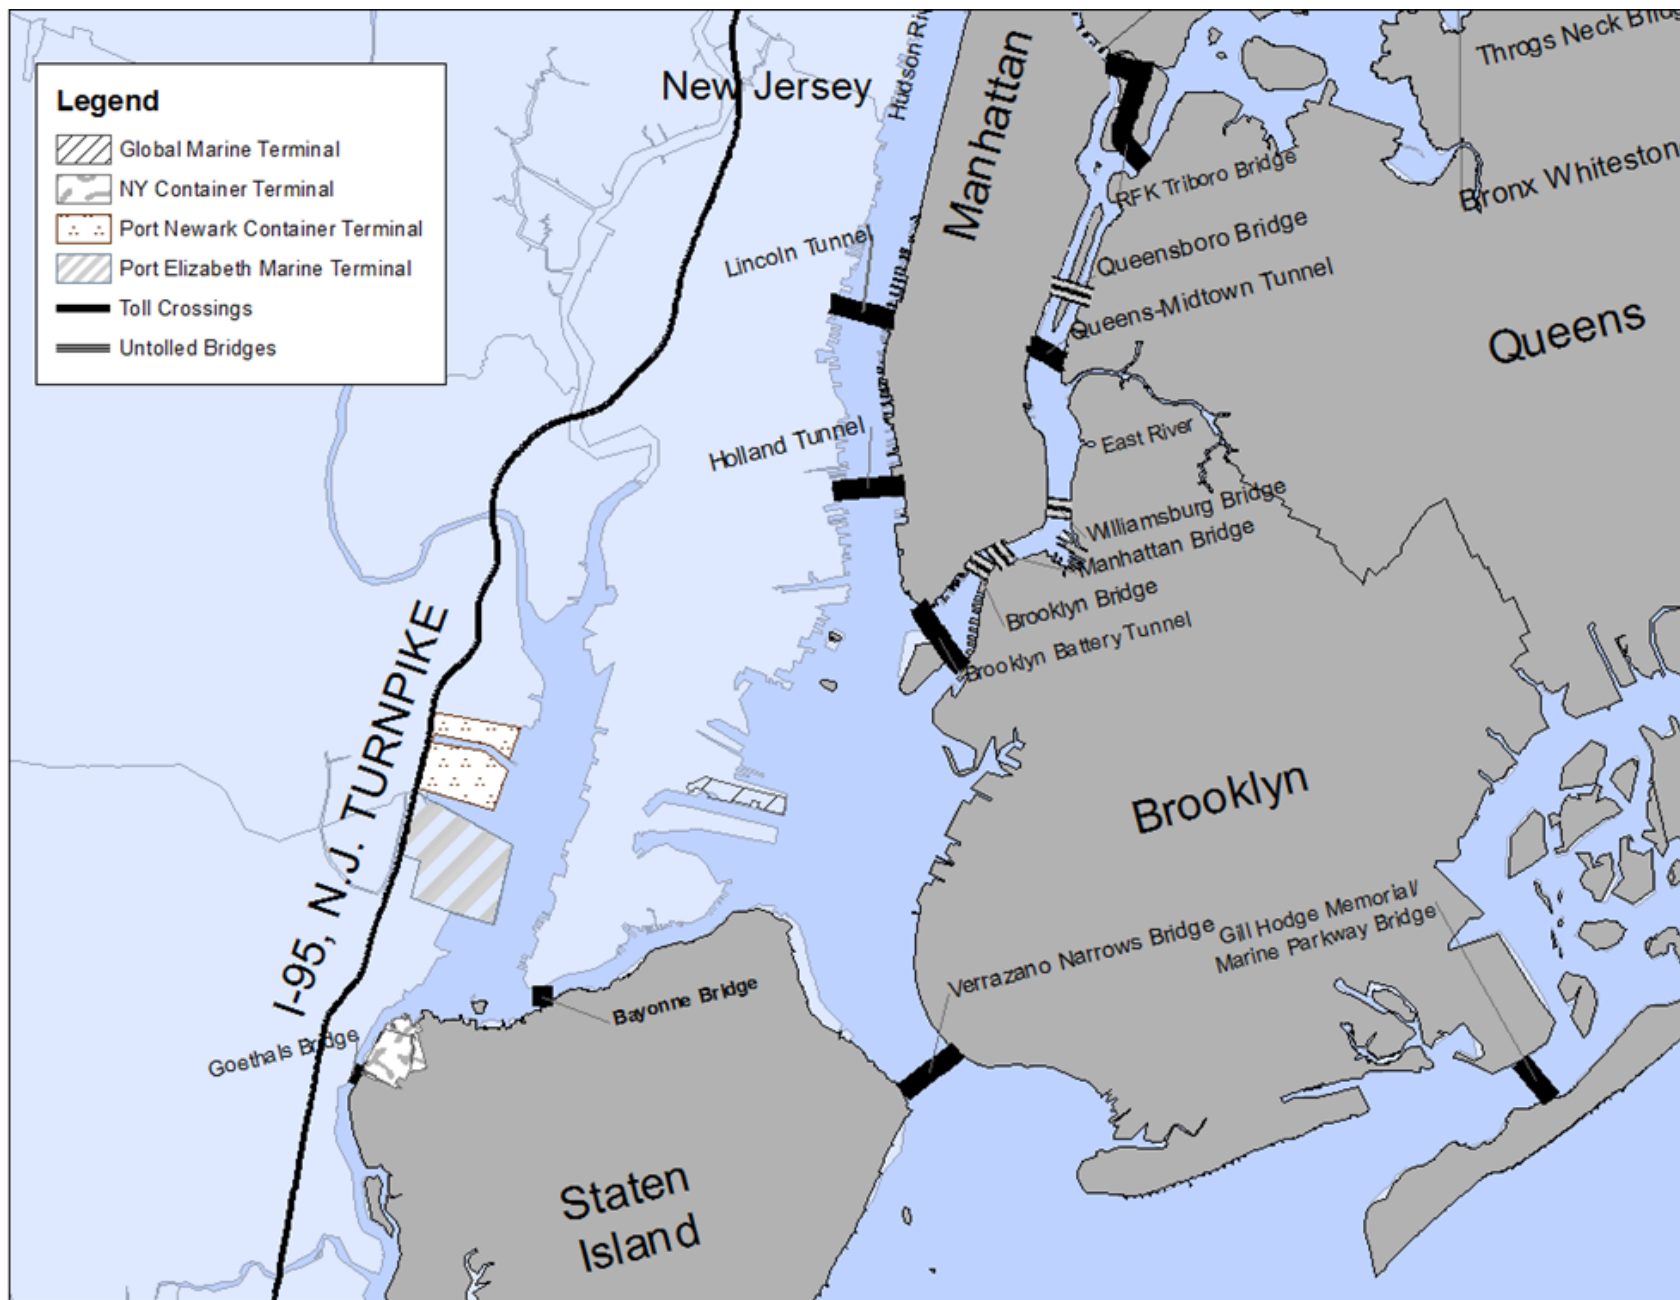 Legend
Global Marine Terminal
NY Container Terminal
Port Newark Container Terminal
Port Elizabeth Marine Terminal
Toll Crossings
Untolled Bridges
New Jersey
Hudson Riv
Manhattan
Throgs Neck Bridg
RFK Triboro Bridge
Bronx Whiteston
Lincoln Tunnel
Queensboro Bridge
Queens-Midtown Tunnel
Queens
Holland Tunnel
East River
Williamsburg Bridge
Manhattan Bridge
Brooklyn Bridge
Brooklyn Battery Tunnel
I-95, N.J. TURNPIKE
Brooklyn
Gill Hodge Memorial/
Marine Parkway Bridge
Verrazano Narrows Bridge
Bayonne Bridge
Goethals Bridge
Staten
Island